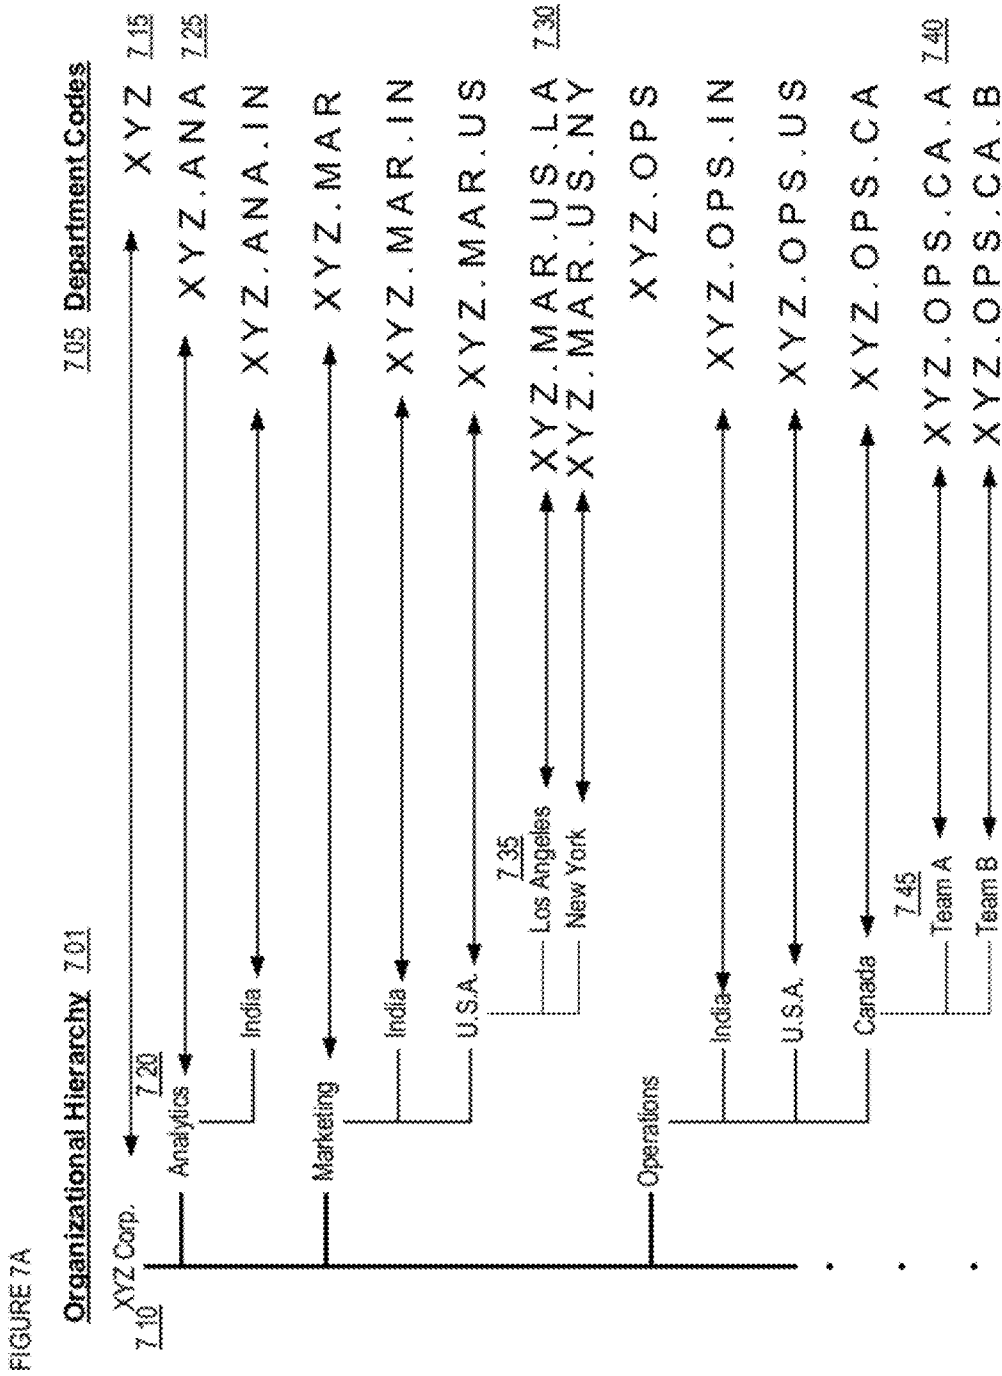 FIGURE 7A
Organizational Hierarchy 7.01
7.05 Department Codes
XYZ Corp.
7.10
XYZ 7.15
7.20
Analytics
XYZ.ANA 7.25
India
XYZ.ANA.IN
Marketing
XYZ.MAR
India
XYZ.MAR.IN
U.S.A.
XYZ.MAR.US
7.35
Los Angeles
XYZ.MAR.US.LA 7.30
New York
XYZ.MAR.US.NY
Operations
XYZ.OPS
India
XYZ.OPS.IN
U.S.A.
XYZ.OPS.US
Canada
XYZ.OPS.CA
7.45
Team A
XYZ.OPS.CA.A 7.40
Team B
XYZ.OPS.CA.B